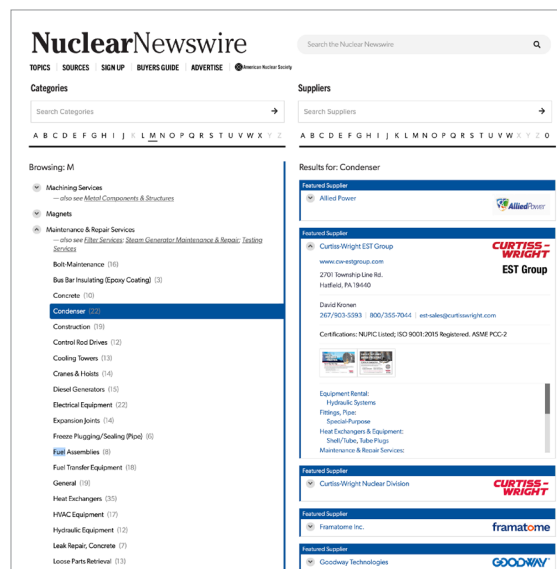 NuclearNewswire
Search the Nuclear Newswire
TOPICS SOURCES SIGN UP BUYERS GUIDE ADVERTISE American Nuclear Society
Categories
Search Categories
A B C D E F G H I J K L M N O P Q R S T U V W X Y Z
Browsing: M
Machining Services
— also see Metal Components & Structures
Magnets
Maintenance & Repair Services
— also see Filter Services; Steam Generator Maintenance & Repair; Testing
Services
Bolt-Maintenance (16)
Bus Bar Insulating (Epoxy Coating) (3)
Concrete (10)
Condenser (22)
Construction (19)
Control Rod Drives (12)
Cooling Towers (13)
Cranes & Hoists (14)
Diesel Generators (15)
Electrical Equipment (22)
Expansion Joints (14)
Freeze Plugging/Sealing (Pipe) (6)
Fuel Assemblies (8)
Fuel Transfer Equipment (18)
General (19)
Heat Exchangers (35)
HVAC Equipment (17)
Hydraulic Equipment (12)
Leak Repair, Concrete (7)
Loose Parts Retrieval (13)
Suppliers
Search Suppliers
A B C D E F G H I J K L M N O P Q R S T U V W X Y Z 0
Results for: Condenser
Featured Supplier
Allied Power
AlliedPower
Featured Supplier
Curtiss-Wright EST Group
CURTISS-
WRIGHT
EST Group
www.cw-estgroup.com
2701 Township Line Rd.
Hatfield, PA 19440
David Kronen
267/903-5593 | 800/355-7044 | est-sales@curtisswright.com
Certifications: NUPIC Listed; ISO 9001:2015 Registered. ASME PCC-2
Equipment Rental:
Hydraulic Systems
Fittings, Pipe:
Special-Purpose
Heat Exchangers & Equipment:
Shell/Tube, Tube Plugs
Maintenance & Repair Services:
Featured Supplier
Curtiss-Wright Nuclear Division
CURTISS-
WRIGHT
Featured Supplier
Framatome Inc.
framatome
Featured Supplier
Goodway Technologies
GOODWAY